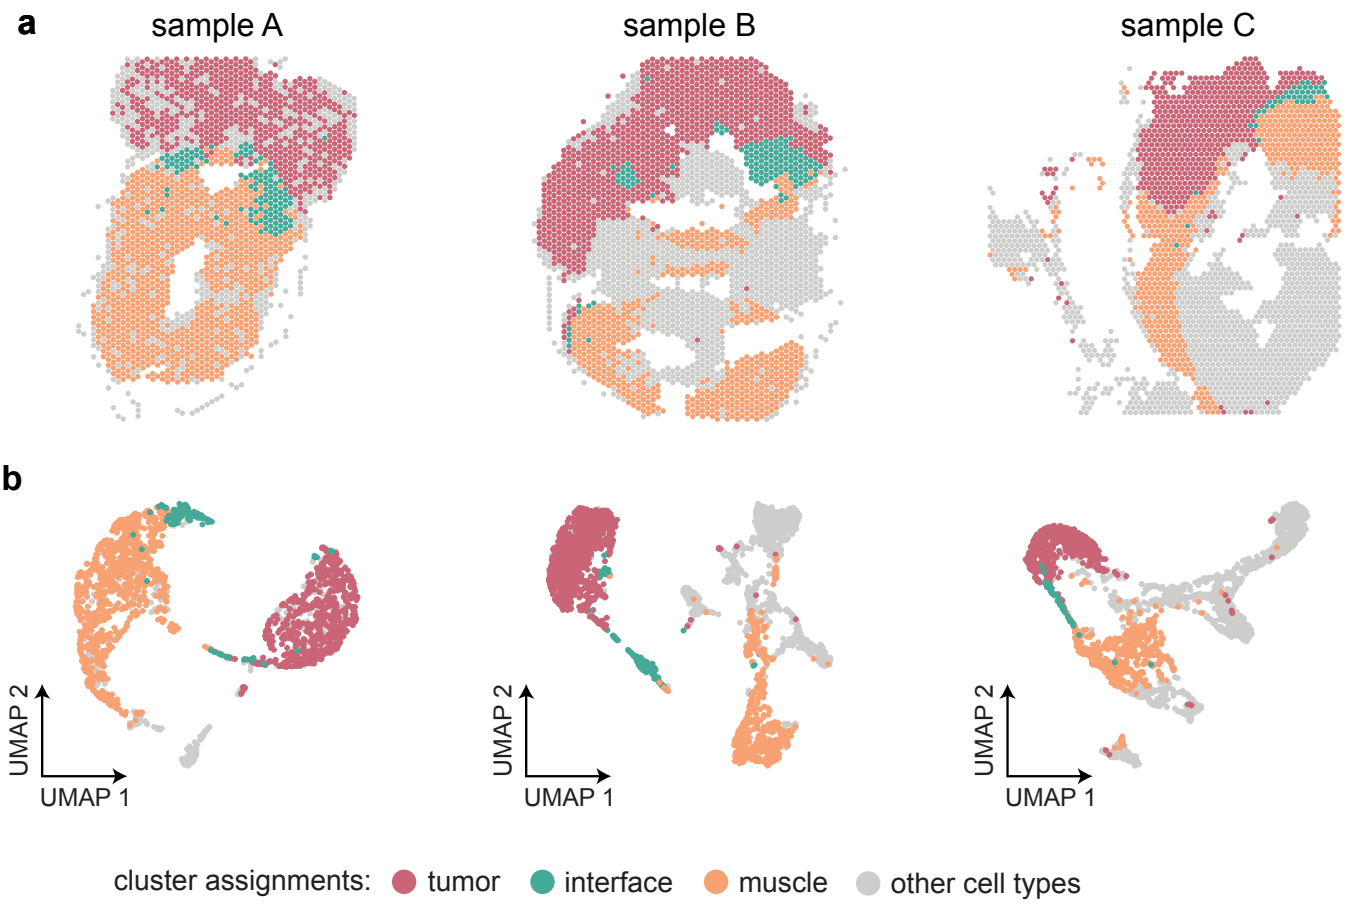 a
sample A
sample B
sample C
b
UMAP 2
UMAP 1
UMAP 2
UMAP 1
UMAP 2
UMAP 1
cluster assignments: tumor interface muscle other cell types